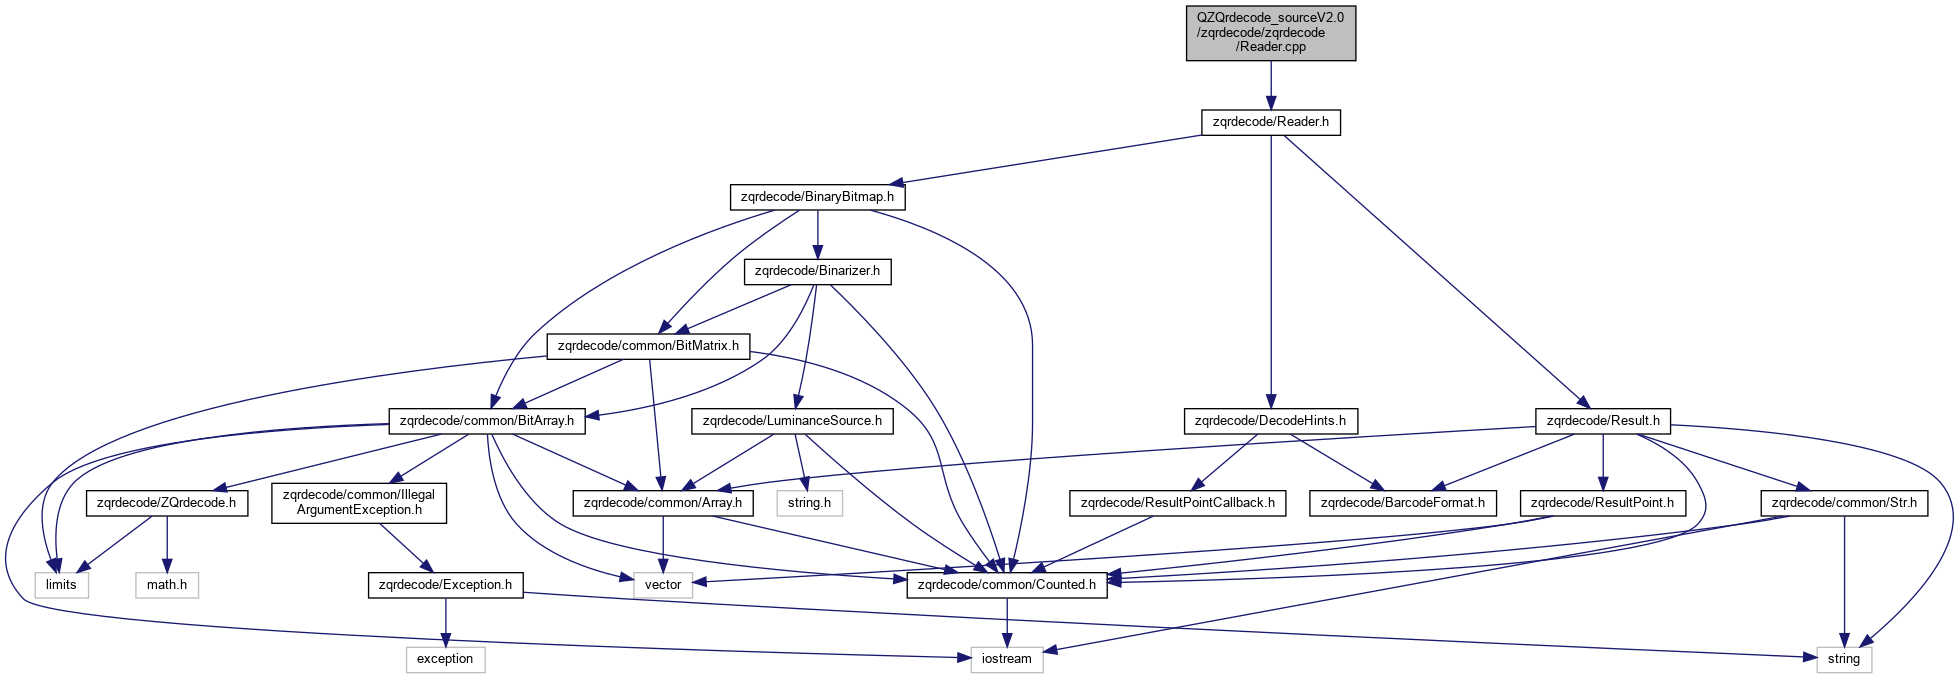 QZQrdecode_sourceV2.0
/zqrdecode/zqrdecode
/Reader.cpp
zqrdecode/Reader.h
zqrdecode/BinaryBitmap.h
zqrdecode/Binarizer.h
zqrdecode/common/BitMatrix.h
zqrdecode/common/BitArray.h
zqrdecode/LuminanceSource.h
zqrdecode/DecodeHints.h
zqrdecode/Result.h
zqrdecode/ZQrdecode.h
zqrdecode/common/Illegal
ArgumentException.h
zqrdecode/common/Array.h
string.h
zqrdecode/ResultPointCallback.h
zqrdecode/BarcodeFormat.h
zqrdecode/ResultPoint.h
zqrdecode/common/Str.h
limits
math.h
zqrdecode/Exception.h
vector
zqrdecode/common/Counted.h
exception
iostream
string